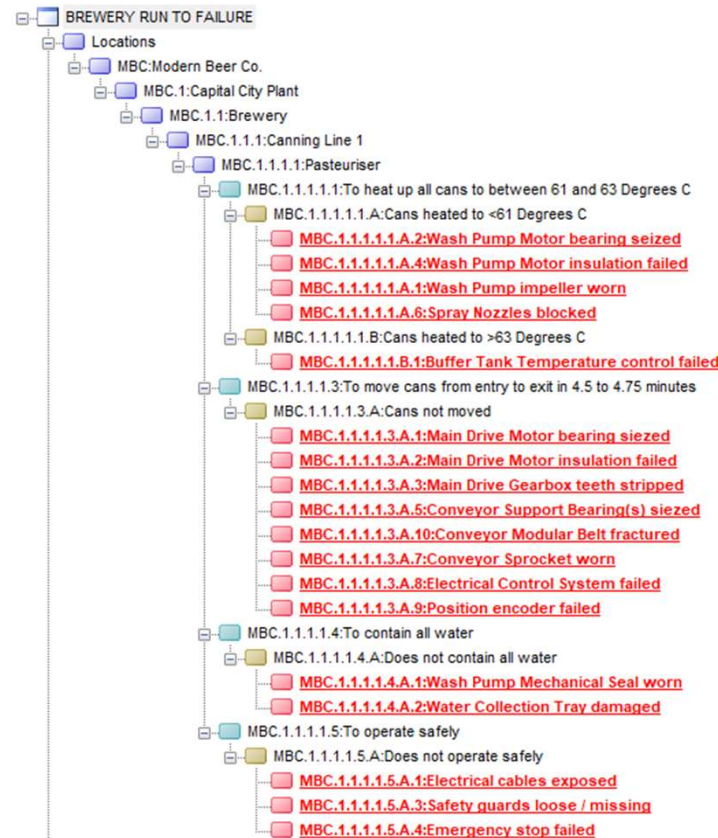 BREWERY RUN TO FAILURE
Locations
MBC:Modern Beer Co.
MBC.1:Capital City Plant
MBC.1.1:Brewery
MBC.1.1.1:Canning Line 1
MBC.1.1.1.1:Pasteuriser
MBC.1.1.1.1.1:To heat up all cans to between 61 and 63 Degrees C
MBC.1.1.1.1.1.A:Cans heated to <61 Degrees C
MBC.1.1.1.1.1.A.2:Wash Pump Motor bearing seized
MBC.1.1.1.1.1.A.4:Wash Pump Motor insulation failed
MBC.1.1.1.1.1.A.1:Wash Pump impeller worn
MBC.1.1.1.1.1.A.6:Spray Nozzles blocked
MBC.1.1.1.1.1.B:Cans heated to >63 Degrees C
MBC.1.1.1.1.1.B.1:Buffer Tank Temperature control failed
MBC.1.1.1.1.3:To move cans from entry to exit in 4.5 to 4.75 minutes
MBC.1.1.1.1.3.A:Cans not moved
MBC.1.1.1.1.3.A.1:Main Drive Motor bearing siezed
MBC.1.1.1.1.3.A.2:Main Drive Motor insulation failed
MBC.1.1.1.1.3.A.3:Main Drive Gearbox teeth stripped
MBC.1.1.1.1.3.A.5:Conveyor Support Bearing(s) siezed
MBC.1.1.1.1.3.A.10:Conveyor Modular Belt fractured
MBC.1.1.1.1.3.A.7:Conveyor Sprocket worn
MBC.1.1.1.1.3.A.8:Electrical Control System failed
MBC.1.1.1.1.3.A.9:Position encoder failed
MBC.1.1.1.1.4:To contain all water
MBC.1.1.1.1.4.A:Does not contain all water
MBC.1.1.1.1.4.A.1:Wash Pump Mechanical Seal worn
MBC.1.1.1.1.4.A.2:Water Collection Tray damaged
MBC.1.1.1.1.5:To operate safely
MBC.1.1.1.1.5.A:Does not operate safely
MBC.1.1.1.1.5.A.1:Electrical cables exposed
MBC.1.1.1.1.5.A.3:Safety guards loose / missing
MBC.1.1.1.1.5.A.4:Emergency stop failed